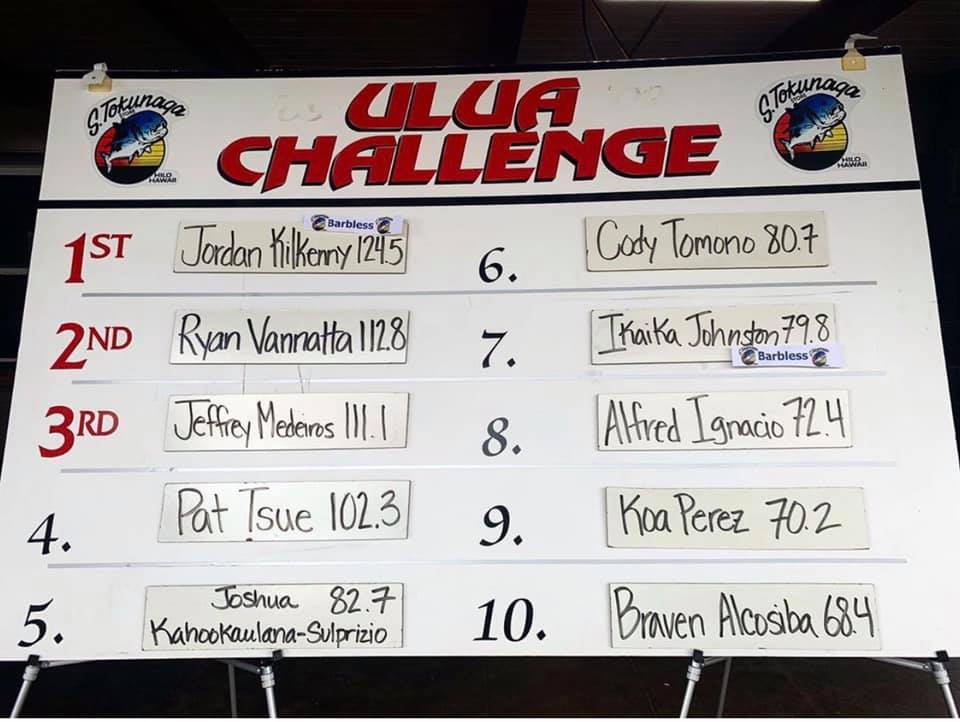 S. Tokunaga
HILO
HAWAII
ULUA
CHALLENGE
S. Tokunaga
HILO
HAWAII
1ST
Jordan Kilkenny 124.5
Barbless
2ND
Ryan Vannatta 112.8
3RD
Jeffrey Medeiros 111.1
4.
Pat Tsue 102.3
5.
Joshua 82.7
Kahookaulana-Sulprizio
6.
Cody Tomono 80.7
7.
Ikaika Johnston 79.8
Barbless
8.
Alfred Ignacio 72.4
9.
Koa Perez 70.2
10.
Braven Alcosiba 68.4